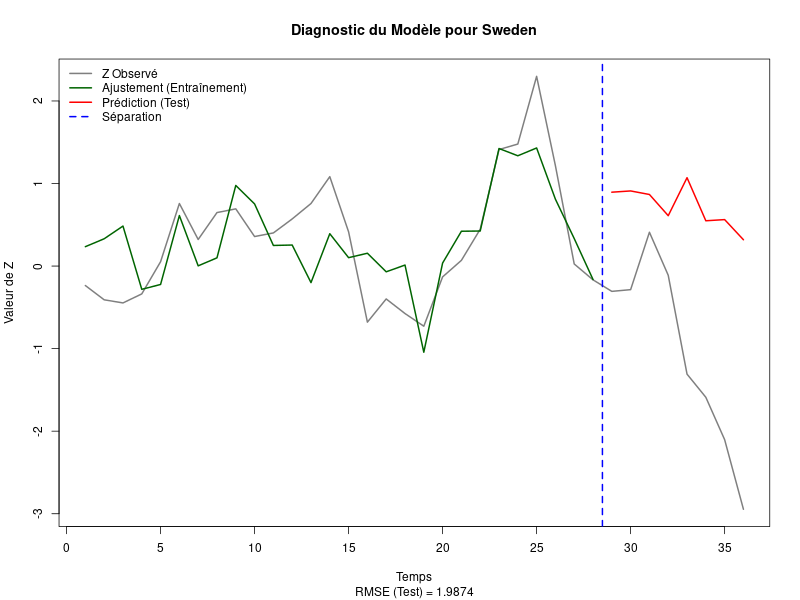 Diagnostic du Modèle pour Sweden
Z Observé
Ajustement (Entraînement)
Prédiction (Test)
Séparation
Valeur de Z
2
1
0
-1
-2
-3
0 5 10 15 20 25 30 35
Temps
RMSE (Test) = 1.9874